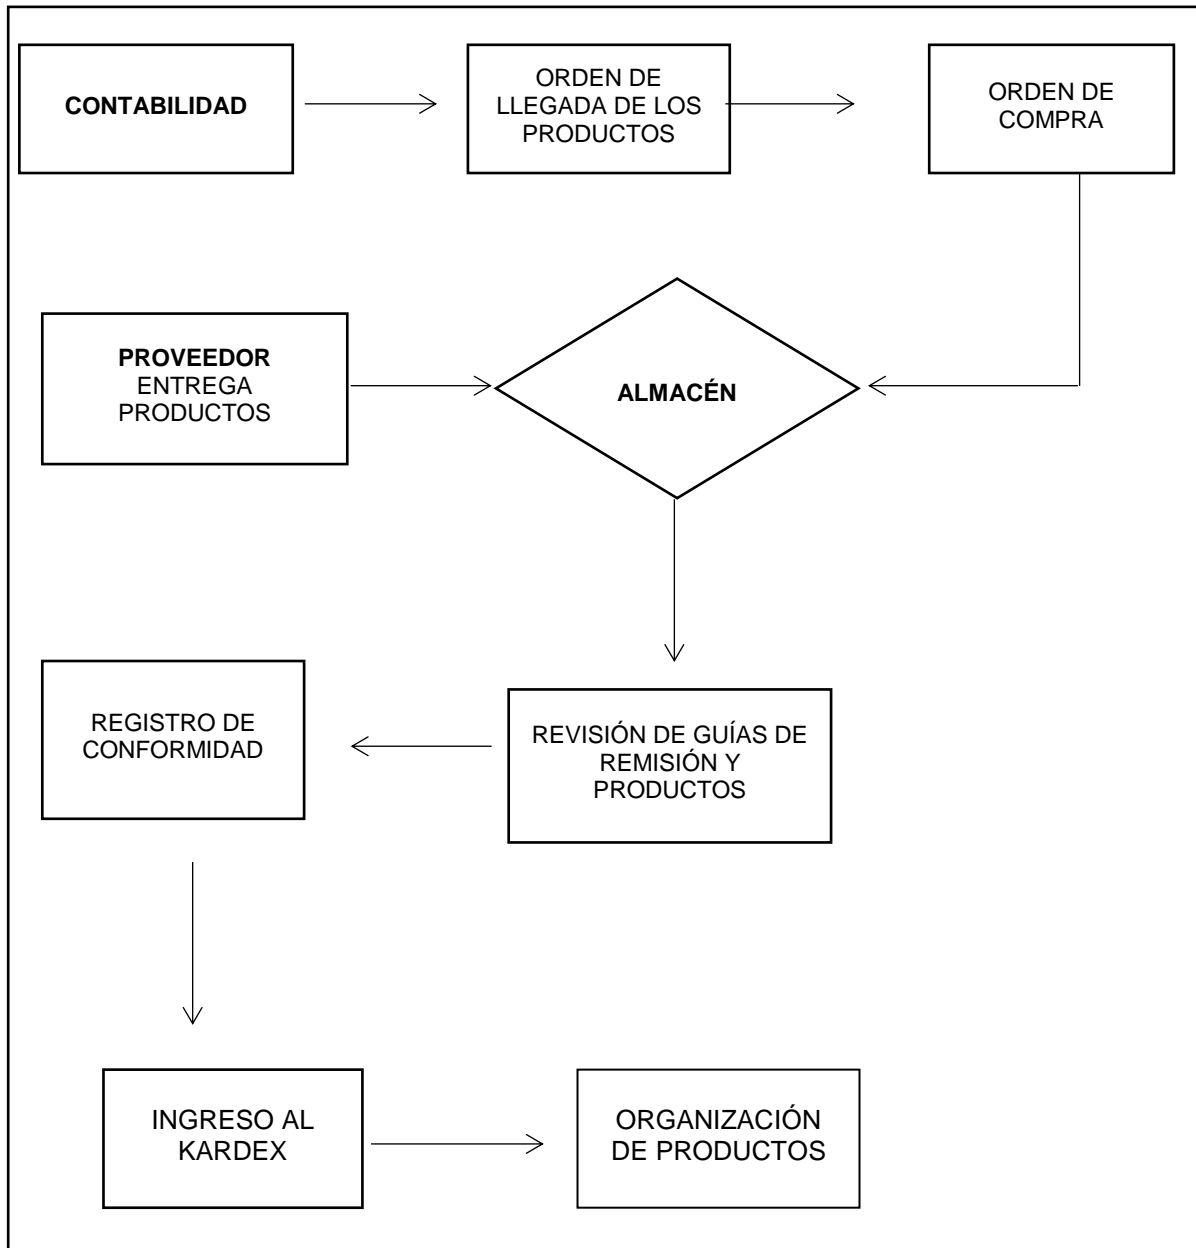 CONTABILIDAD
ORDEN DE
LLEGADA DE LOS
PRODUCTOS
ORDEN DE
COMPRA
PROVEEDOR
ENTREGA
PRODUCTOS
ALMACÉN
REVISIÓN DE GUÍAS DE
REMISIÓN Y
PRODUCTOS
REGISTRO DE
CONFORMIDAD
INGRESO AL
KARDEX
ORGANIZACIÓN
DE PRODUCTOS